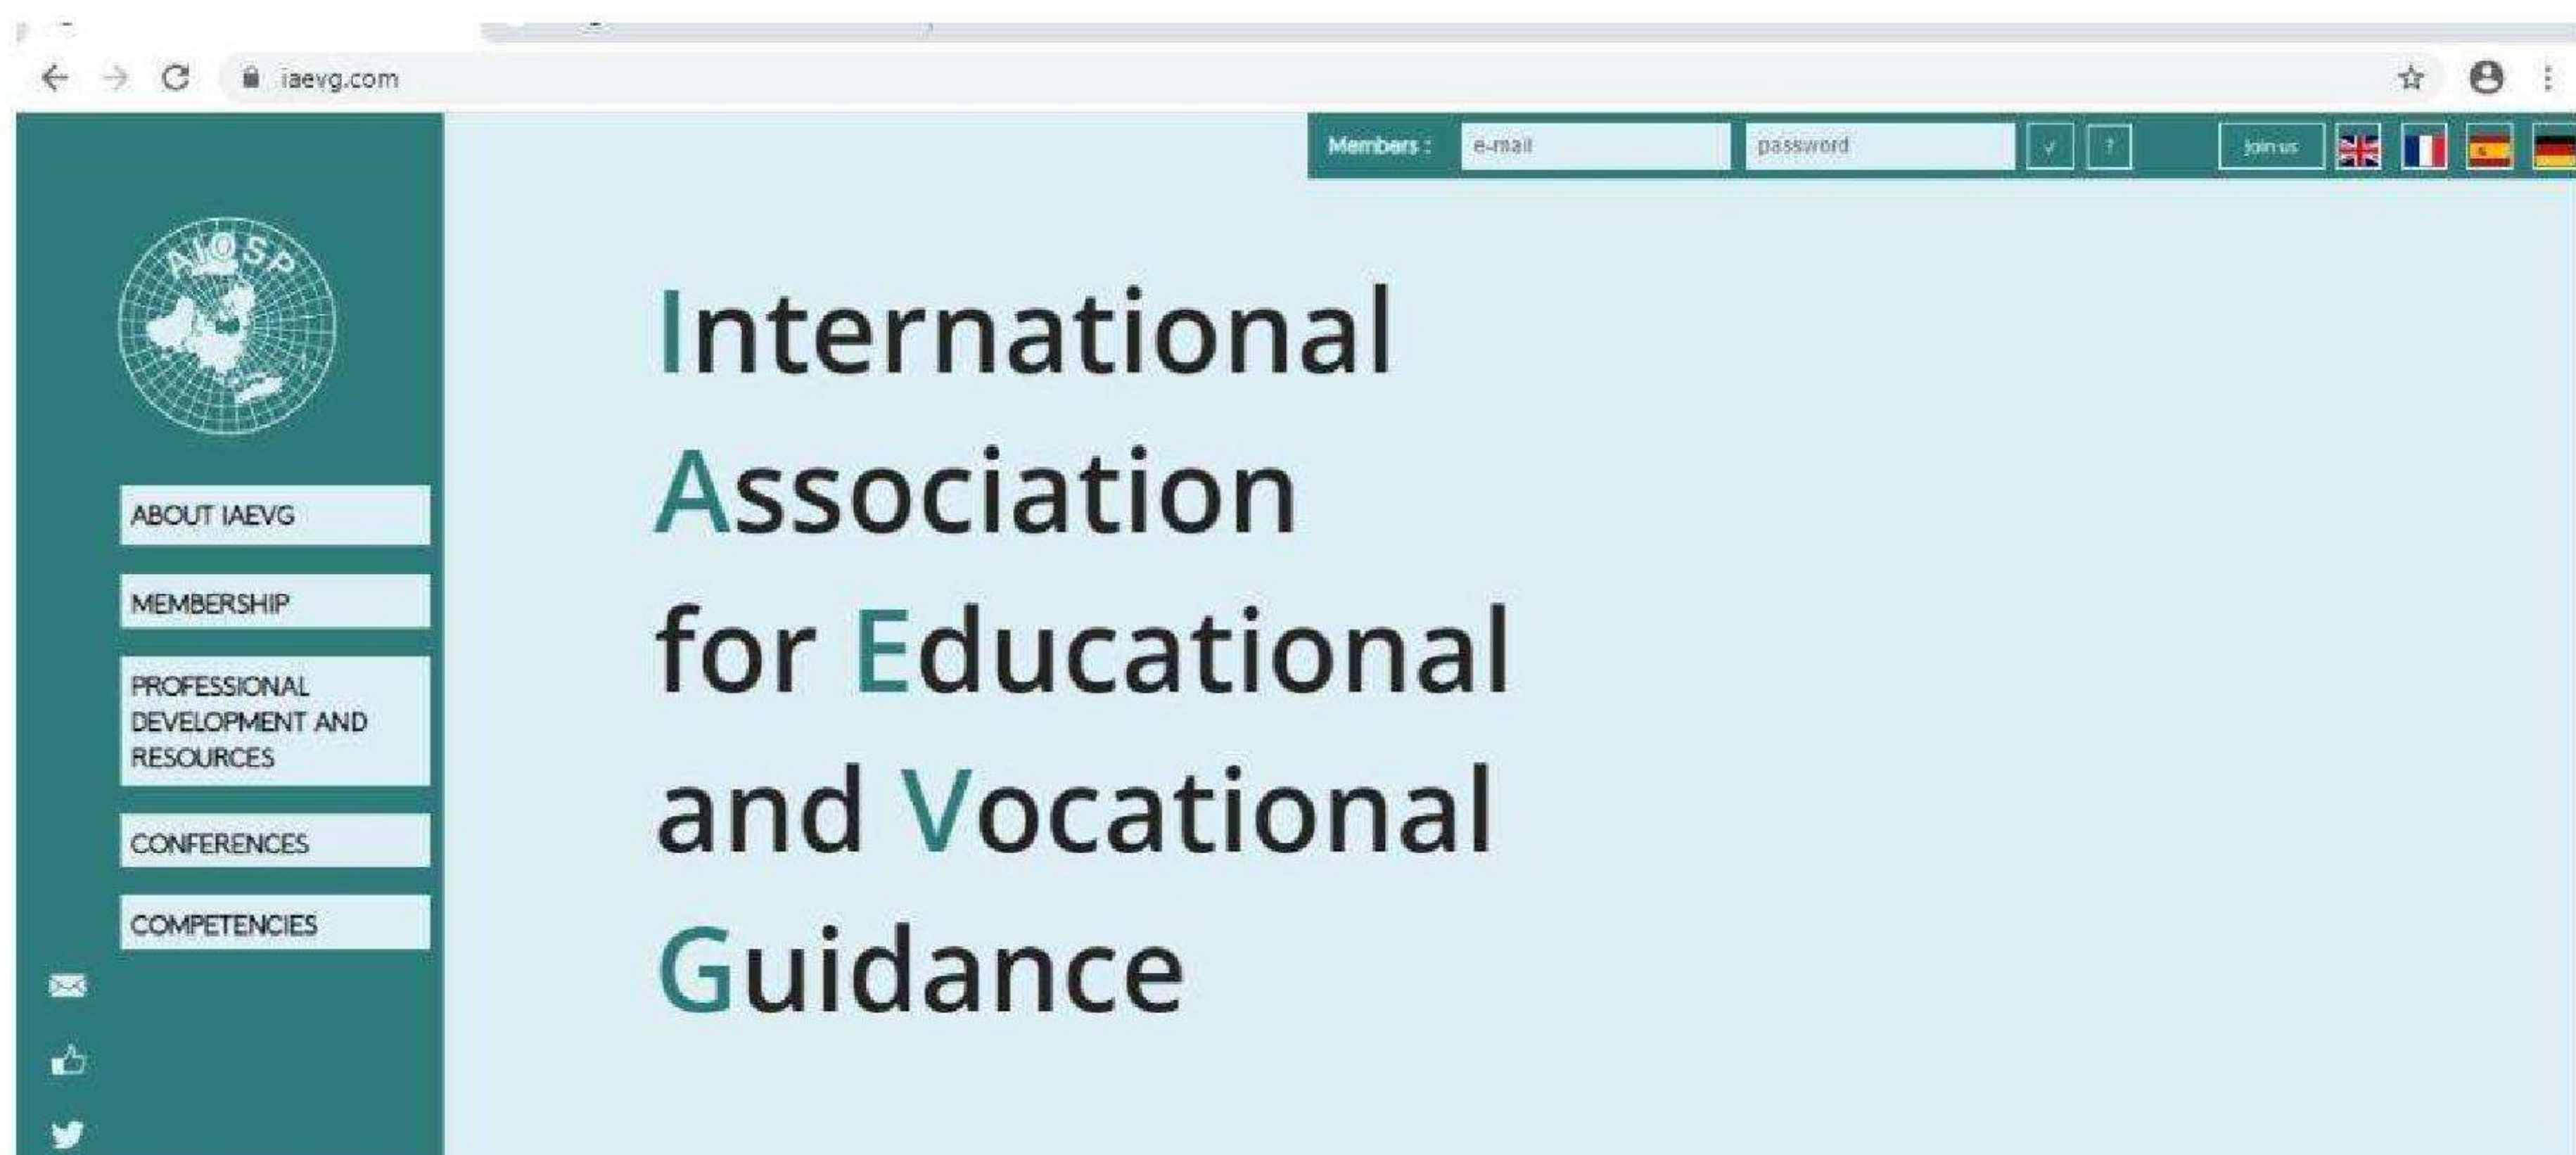 iaevg.com
Members :
e-mail
password
?
Join us
AIOSP
ABOUT IAEVG
MEMBERSHIP
PROFESSIONAL
DEVELOPMENT AND
RESOURCES
CONFERENCES
COMPETENCIES
International
Association
for Educational
and Vocational
Guidance